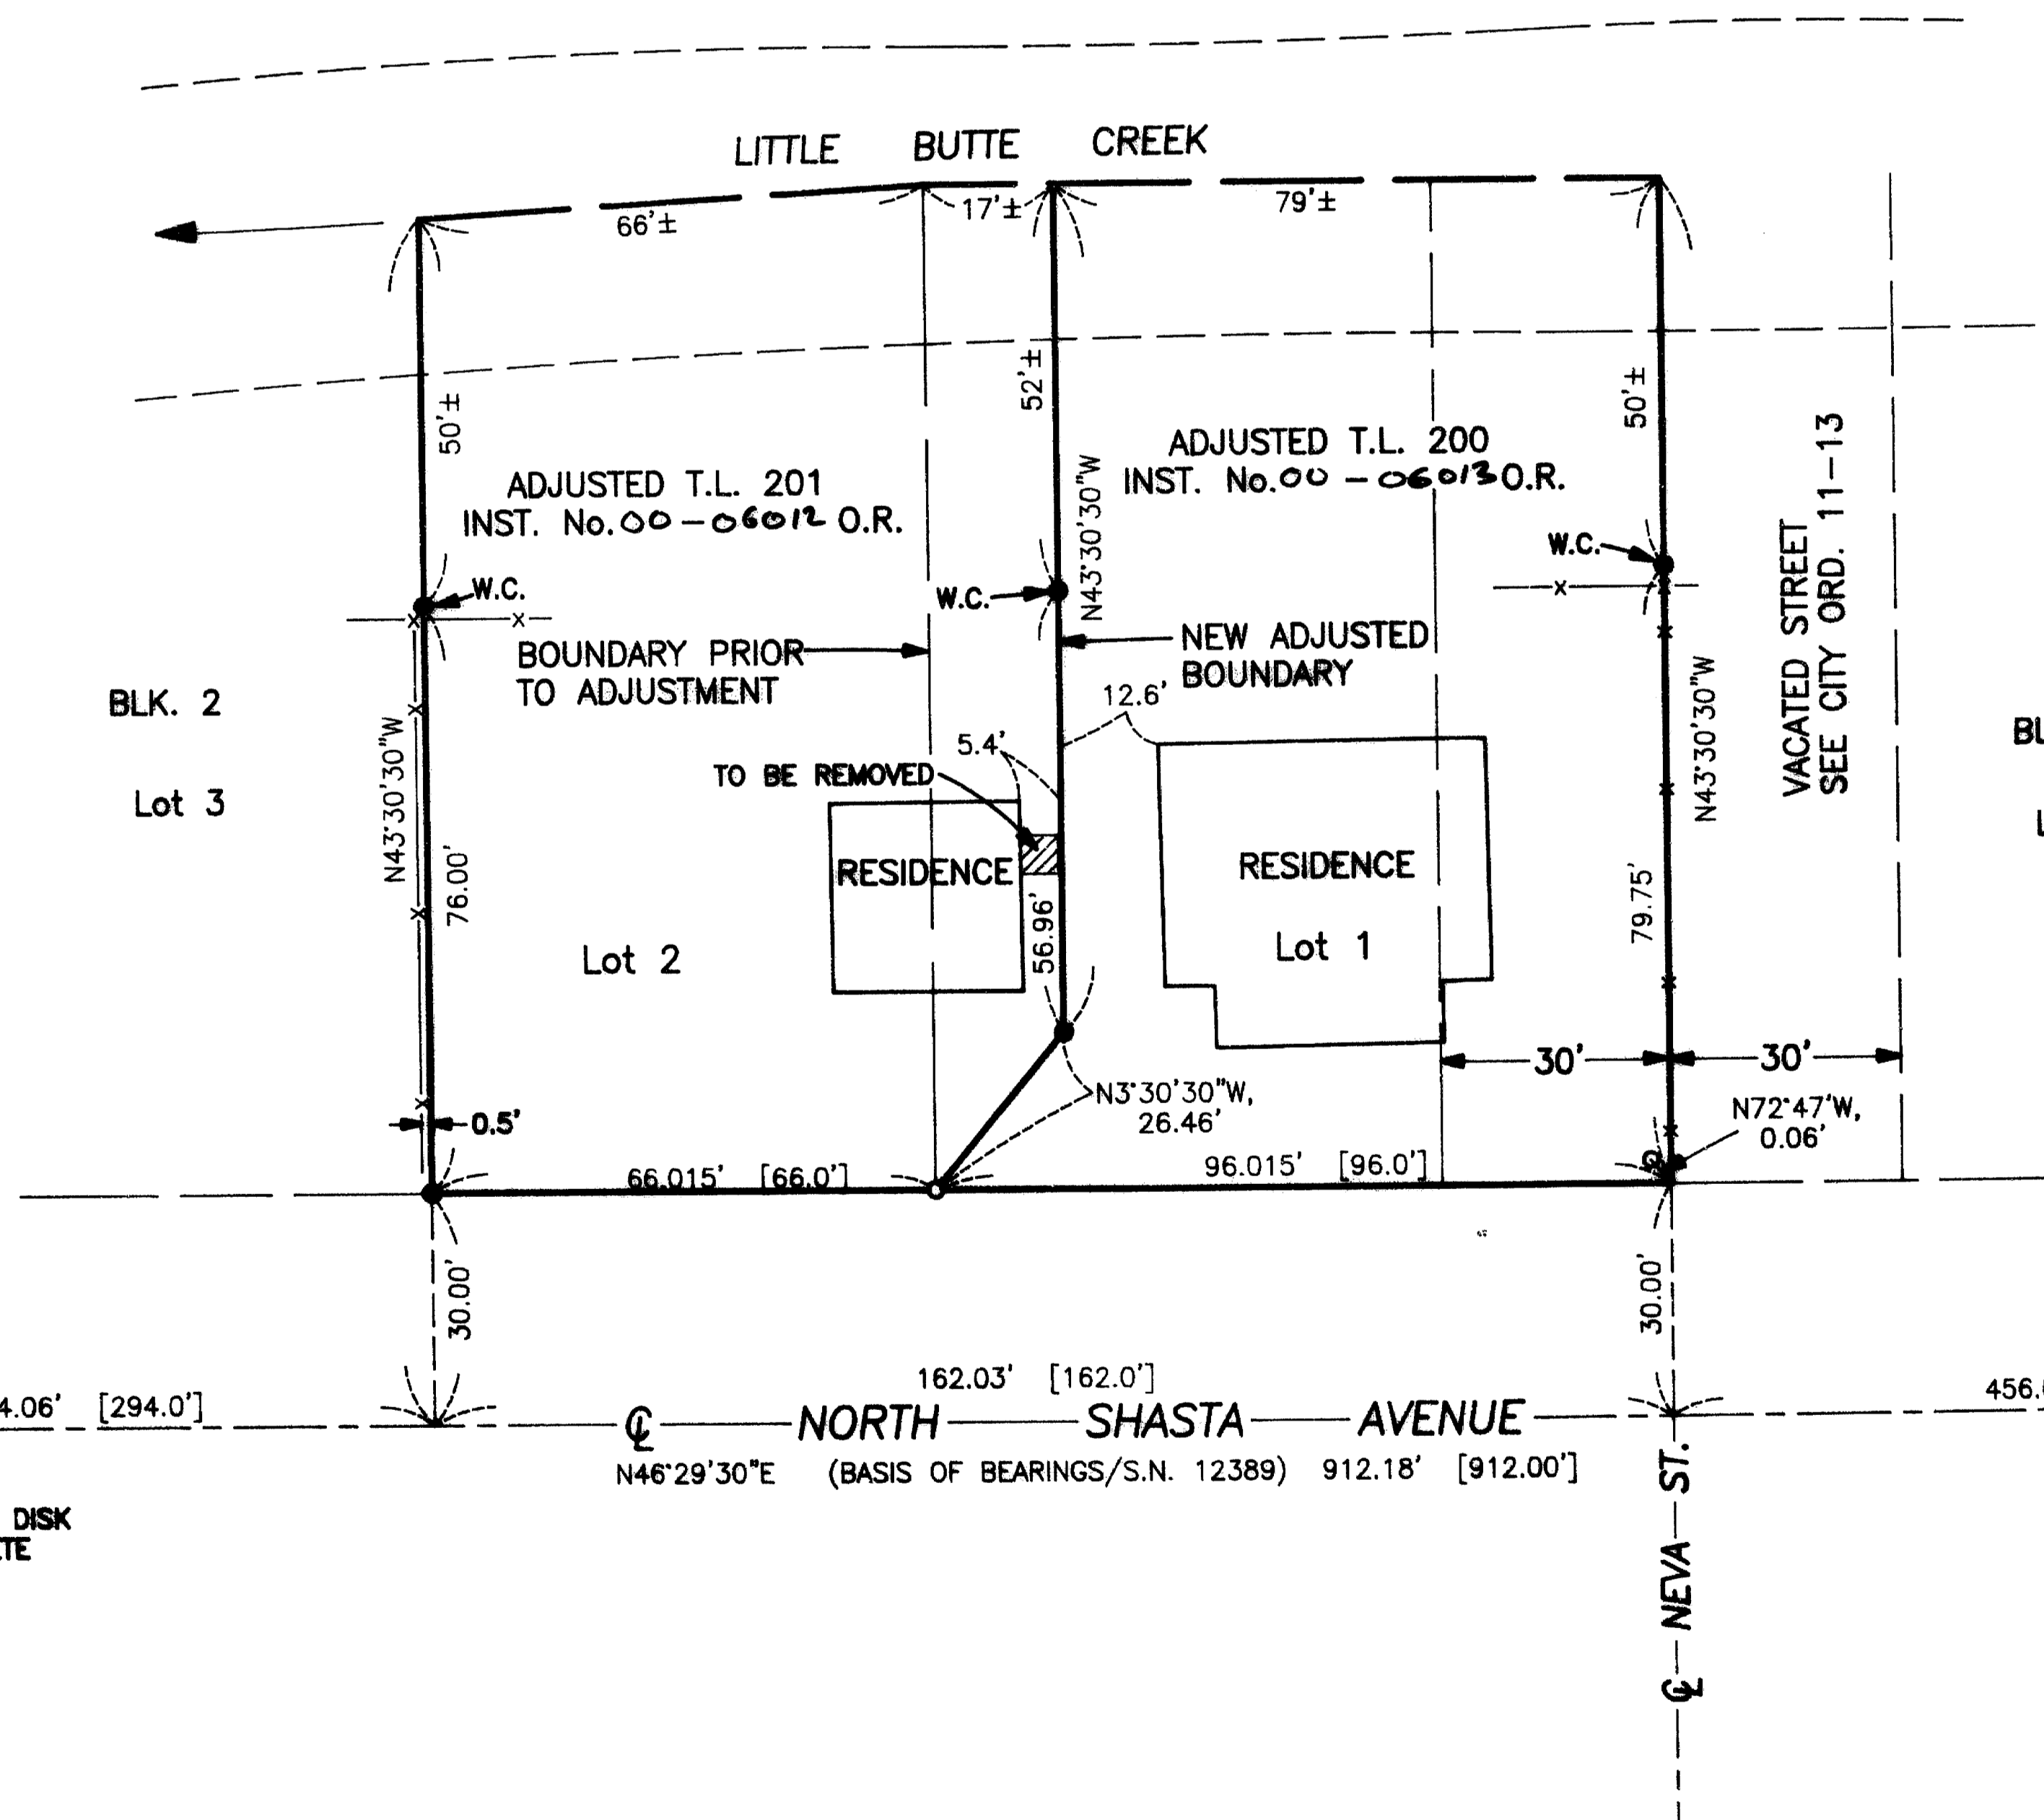 LITTLE BUTTE CREEK
66'±
17'±
79'±
50'±
52'±
50'±
ADJUSTED T.L. 201
INST. No. 00-06012 O.R.
ADJUSTED T.L. 200
INST. No. 00-06013 O.R.
N43°30'30"W
VACATED STREET
SEE CITY ORD. 11-13
W.C.
W.C.
W.C.
BOUNDARY PRIOR
TO ADJUSTMENT
NEW ADJUSTED
BOUNDARY
BLK. 2
Lot 3
N43°30'30"W
76.00'
12.6'
5.4'
TO BE REMOVED
RESIDENCE
Lot 2
56.96'
RESIDENCE
Lot 1
79.75'
N43°30'30"W
30'
30'
N3°30'30"W,
26.46'
N72°47'W,
0.06'
0.5'
66.015' [66.0']
96.015' [96.0']
30.00'
30.00'
162.03' [162.0']
4.06' [294.0']
℄ NORTH SHASTA AVENUE
456.
N46°29'30"E (BASIS OF BEARINGS/S.N. 12389) 912.18' [912.00']
DISK
TE
℄ NEVA ST.